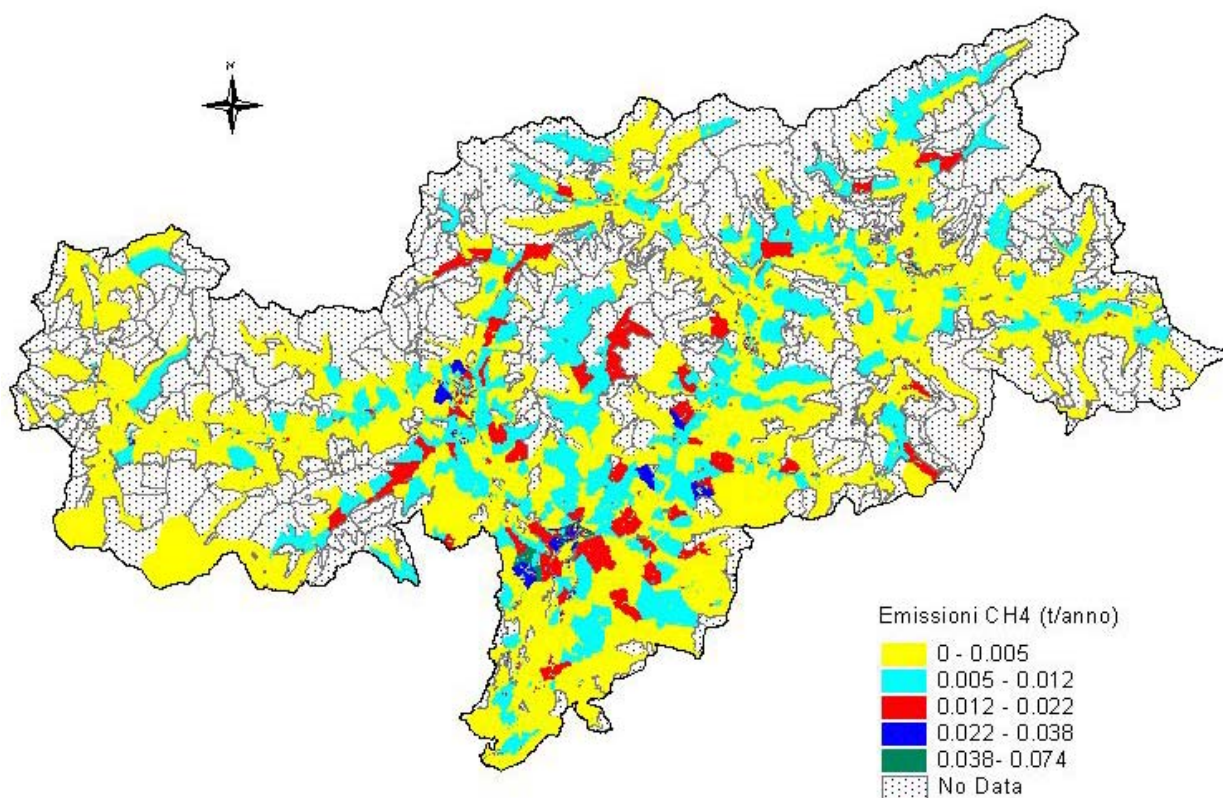 N
Emissioni CH4 (t/anno)
0 - 0.005
0.005 - 0.012
0.012 - 0.022
0.022 - 0.038
0.038- 0.074
No Data